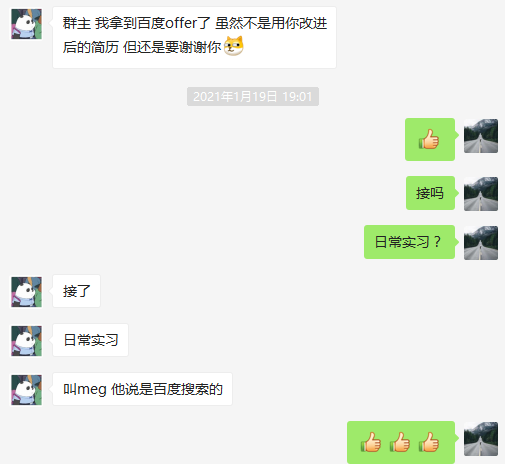 群主 我拿到百度offer了 虽然不是用你改进
后的简历 但还是要谢谢你
2021年1月19日 19:01
接吗
日常实习？
接了
日常实习
叫meg 他说是百度搜索的